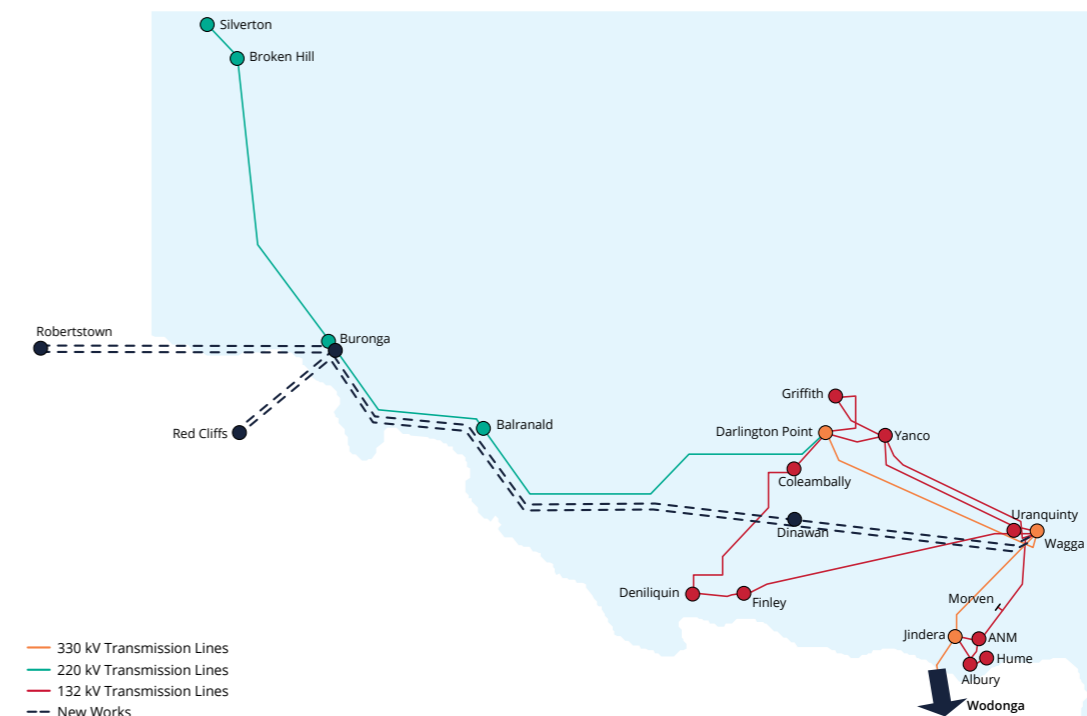 Silverton
Broken Hill
Robertstown
Buronga
Red Cliffs
Balranald
Griffith
Darlington Point
Yanco
Coleambally
Dinawan
Uranquinty
Wagga
Deniliquin
Finley
Morven
Jindera
ANM
Hume
Albury
Wodonga
330 kV Transmission Lines
220 kV Transmission Lines
132 kV Transmission Lines
New Works